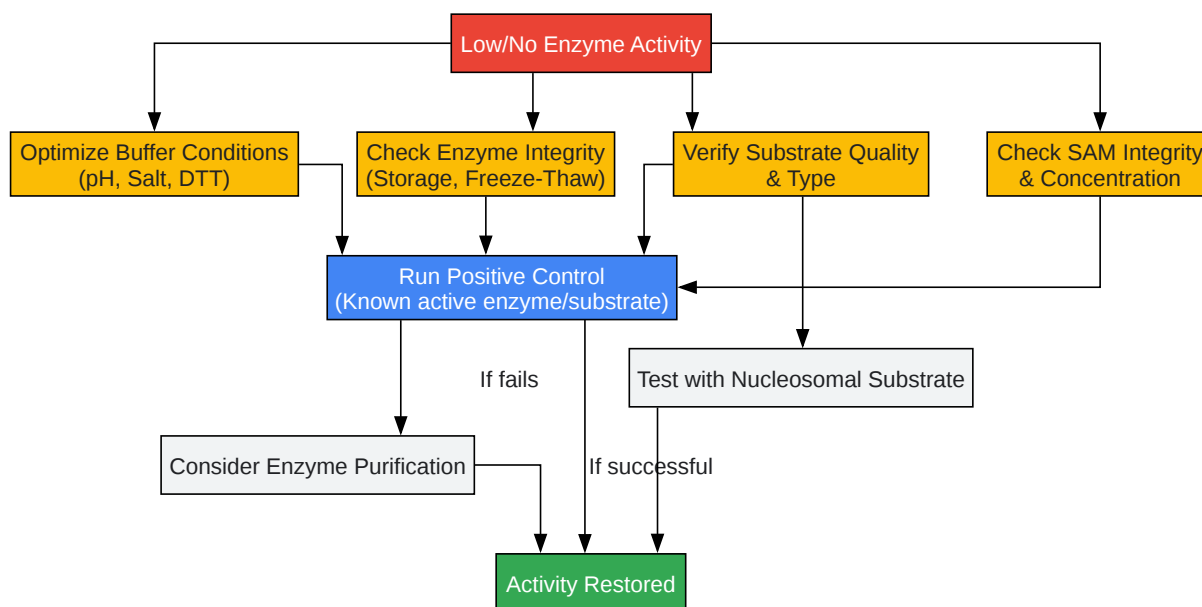 Low/No Enzyme Activity
Optimize Buffer Conditions
(pH, Salt, DTT)
Check Enzyme Integrity
(Storage, Freeze-Thaw)
Verify Substrate Quality
& Type
Check SAM Integrity
& Concentration
Run Positive Control
(Known active enzyme/substrate)
If fails
Test with Nucleosomal Substrate
Consider Enzyme Purification
If successful
Activity Restored